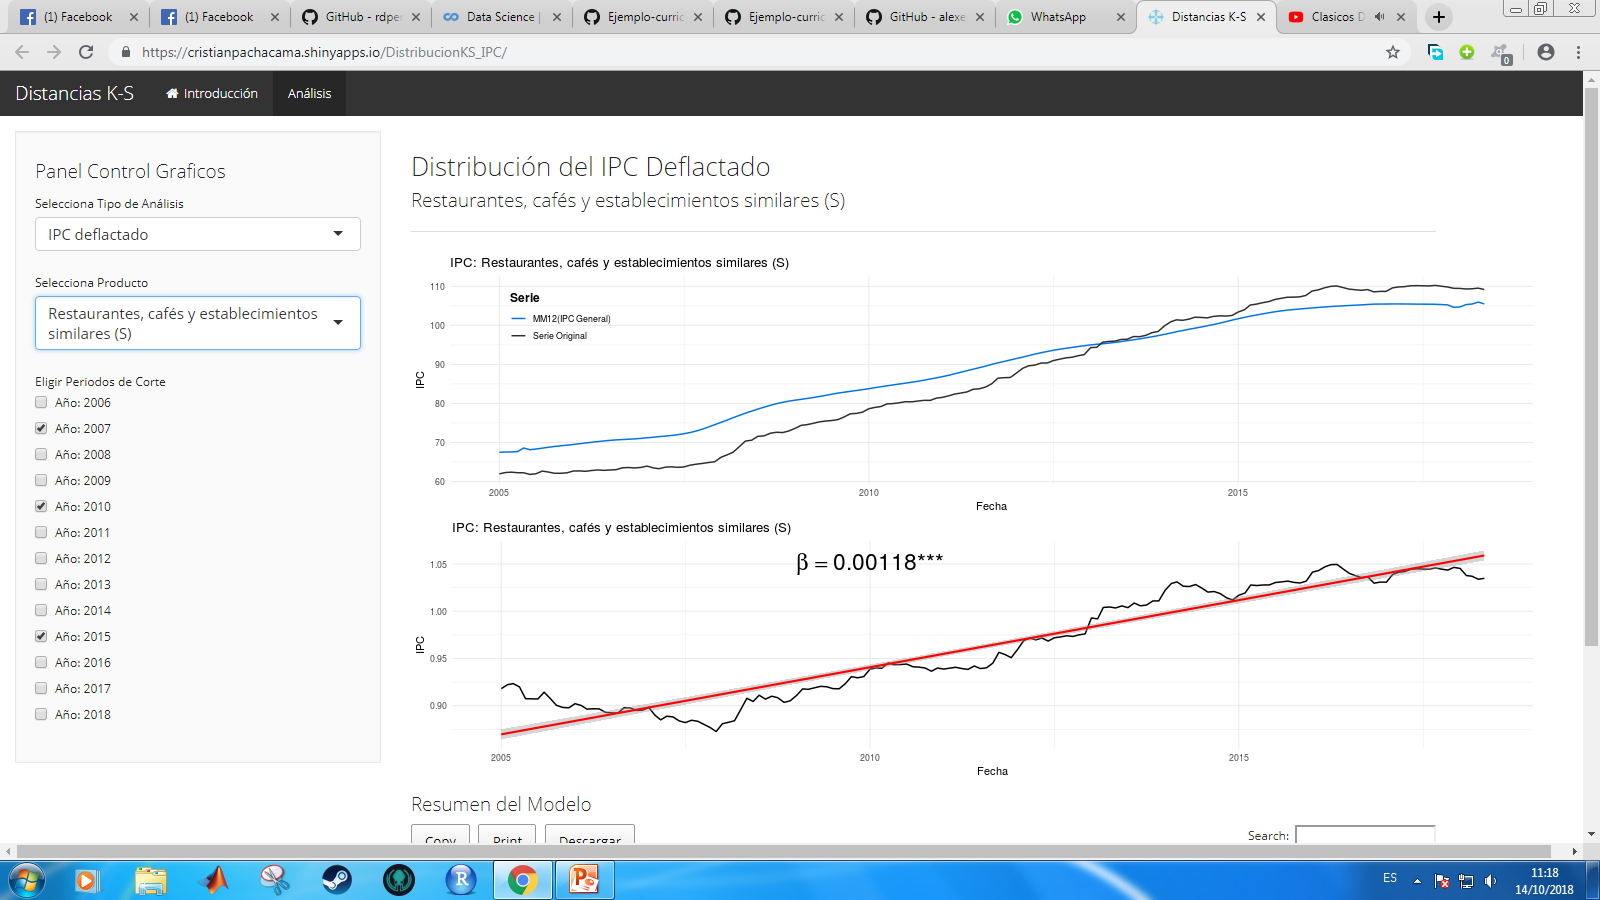 (1) Facebook
(1) Facebook
GitHub - rdpe
Data Science |
Ejemplo-curric
Ejemplo-curric
GitHub - alexe
WhatsApp
Distancias K-S
Clasicos D
https://cristianpachacama.shinyapps.io/DistribucionKS_IPC/
0
Distancias K-S
Introducción
Análisis
Panel Control Graficos
Selecciona Tipo de Análisis
IPC deflactado
Selecciona Producto
Restaurantes, cafés y establecimientos
similares (S)
Eligir Periodos de Corte
Año: 2006
Año: 2007
Año: 2008
Año: 2009
Año: 2010
Año: 2011
Año: 2012
Año: 2013
Año: 2014
Año: 2015
Año: 2016
Año: 2017
Año: 2018
Distribución del IPC Deflactado
Restaurantes, cafés y establecimientos similares (S)
IPC: Restaurantes, cafés y establecimientos similares (S)
Serie
MM12(IPC General)
Serie Original
110
100
90
80
70
60
IPC
2005
2010
2015
Fecha
IPC: Restaurantes, cafés y establecimientos similares (S)
β = 0.00118***
1.05
1.00
0.95
0.90
IPC
2005
2010
2015
Fecha
Resumen del Modelo
Copy
Print
Descargar
Search:
ES
11:18
14/10/2018